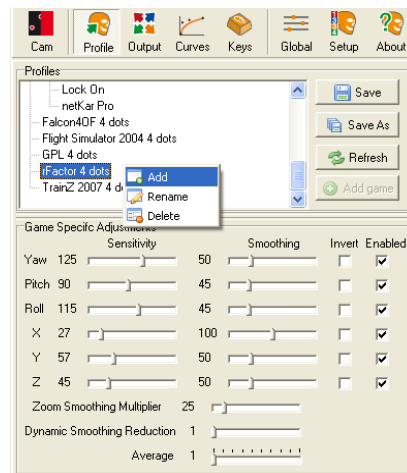 Cam Profile Output Curves Keys Global Setup About
Profiles
Lock On
netKar Pro
Falcon4OF 4 dots
Flight Simulator 2004 4 dots
GPL 4 dots
rFactor 4 dots
TrainZ 2007 4 d
Add
Rename
Delete
Save
Save As
Refresh
Add game
Game Specifc Adjustments
Sensitivity Smoothing Invert Enabled
Yaw 125 50
Pitch 90 45
Roll 115 45
X 27 100
Y 57 50
Z 45 50
Zoom Smoothing Multiplier 25
Dynamic Smoothing Reduction 1
Average 1